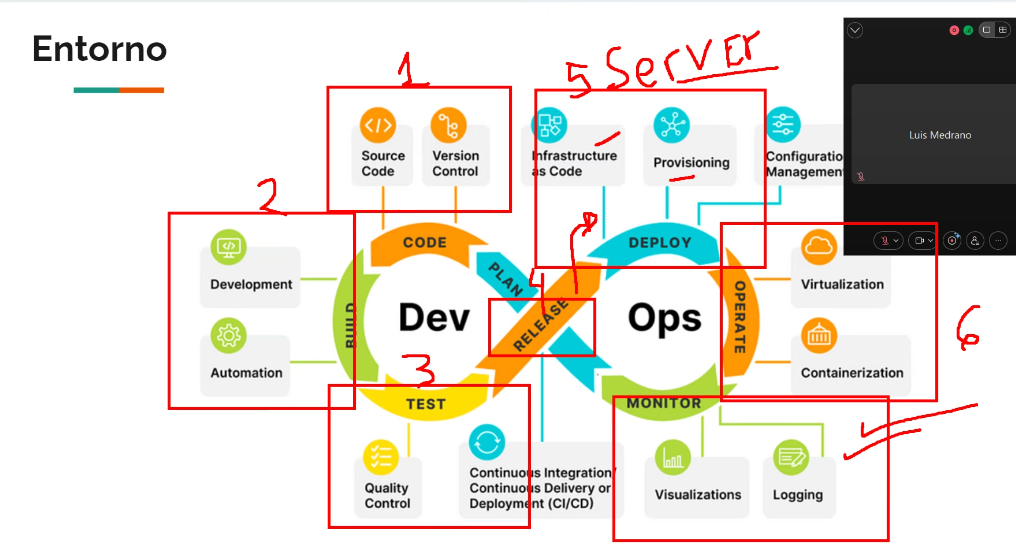 Entorno
1
5 Server
Luis Medrano
Source
Code
Version
Control
Infrastructure
as Code
Provisioning
Configuratio
Management
2
CODE
DEPLOY
Development
PLAN
4
Virtualization
BUILD
Dev
RELEASE
Ops
OPERATE
6
Automation
3
Containerization
TEST
MONITOR
Quality
Control
Continuous Integration/
Continuous Delivery or
Deployment (CI/CD)
Visualizations
Logging